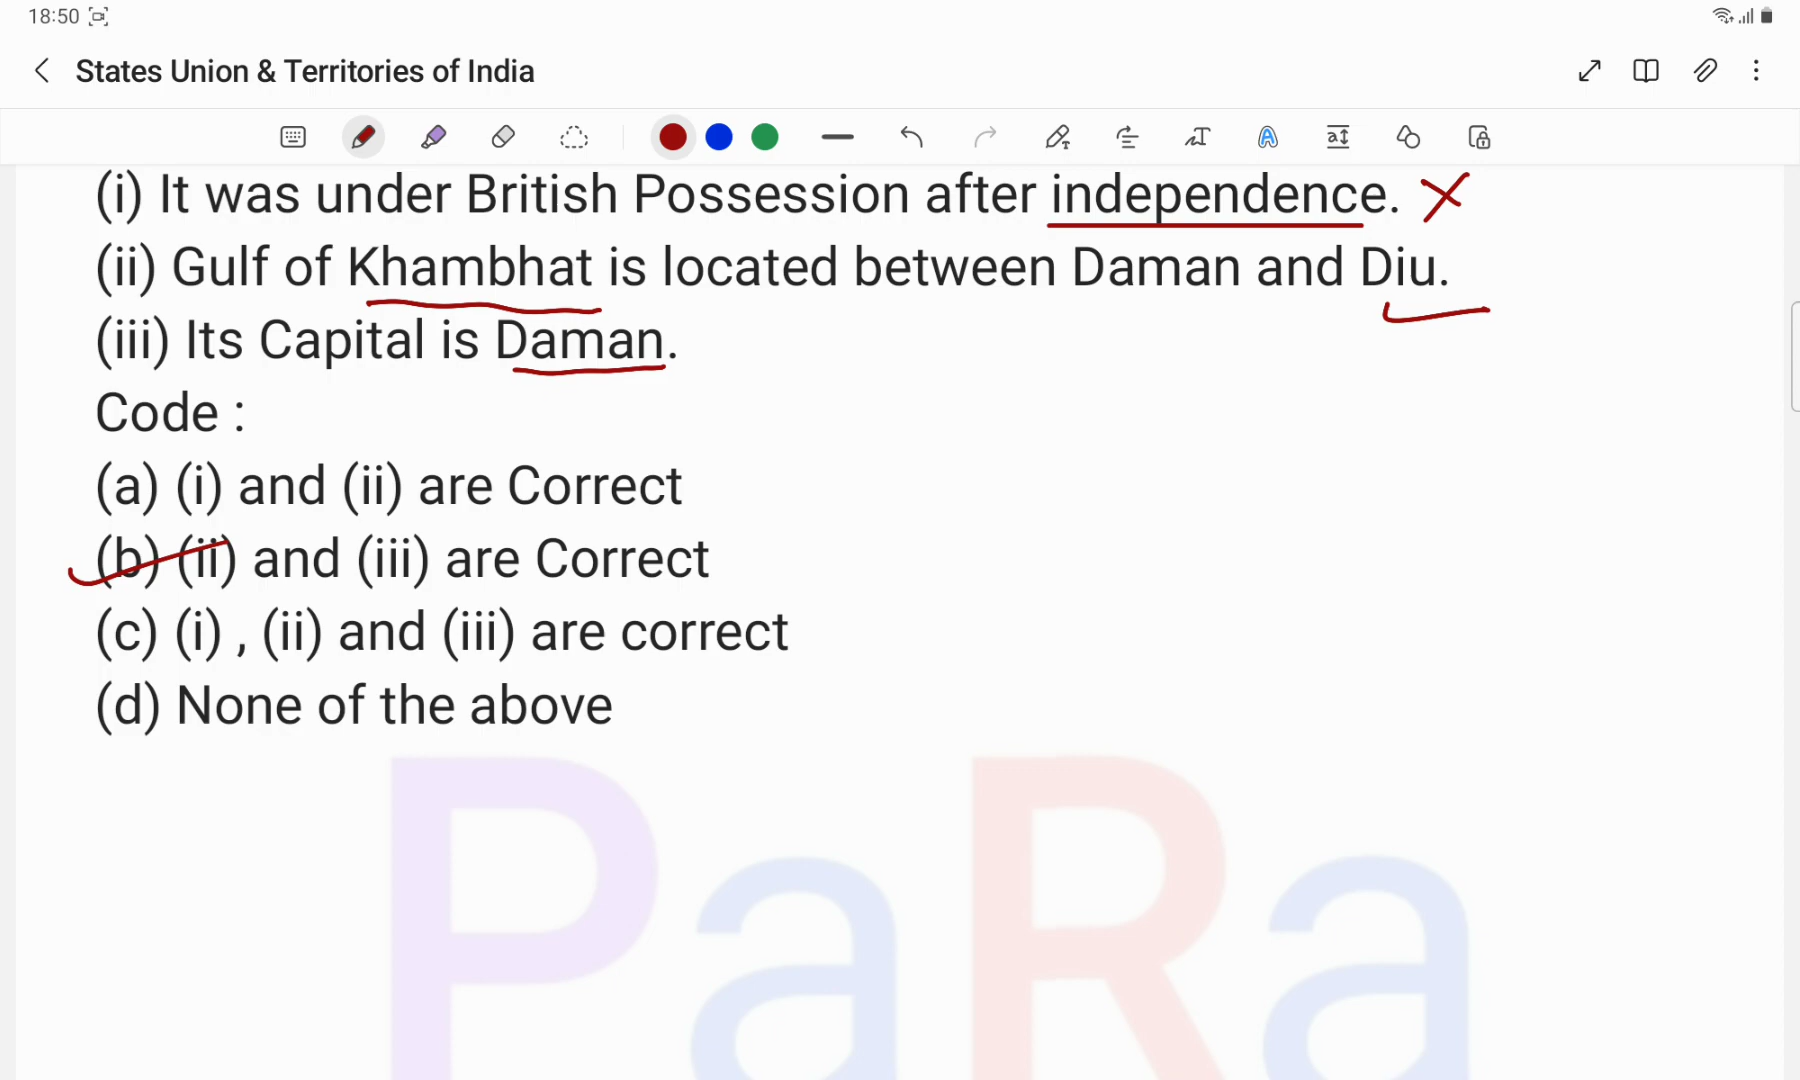 18:50
States Union & Territories of India
(i) It was under British Possession after independence.
(ii) Gulf of Khambhat is located between Daman and Diu.
(iii) Its Capital is Daman.
Code :
(a) (i) and (ii) are Correct
(b) (ii) and (iii) are Correct
(c) (i) , (ii) and (iii) are correct
(d) None of the above
PaRa